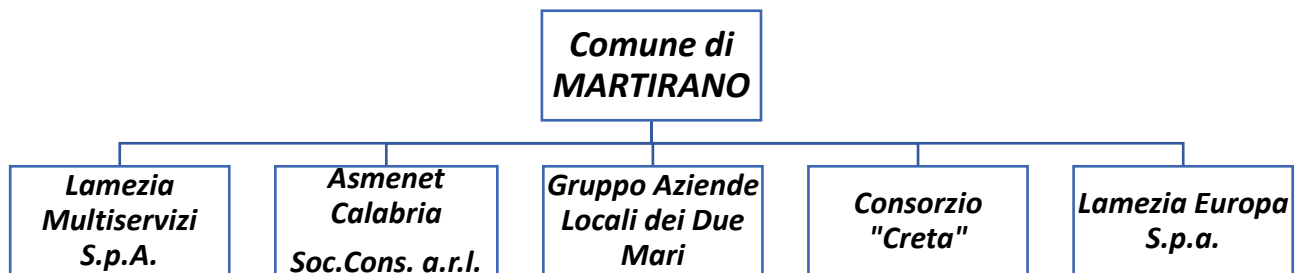 Comune di
MARTIRANO
Lamezia
Multiservizi
S.p.A.
Asmenet
Calabria
Soc.Cons. a.r.l.
Gruppo Aziende
Locali dei Due
Mari
Consorzio
"Creta"
Lamezia Europa
S.p.a.